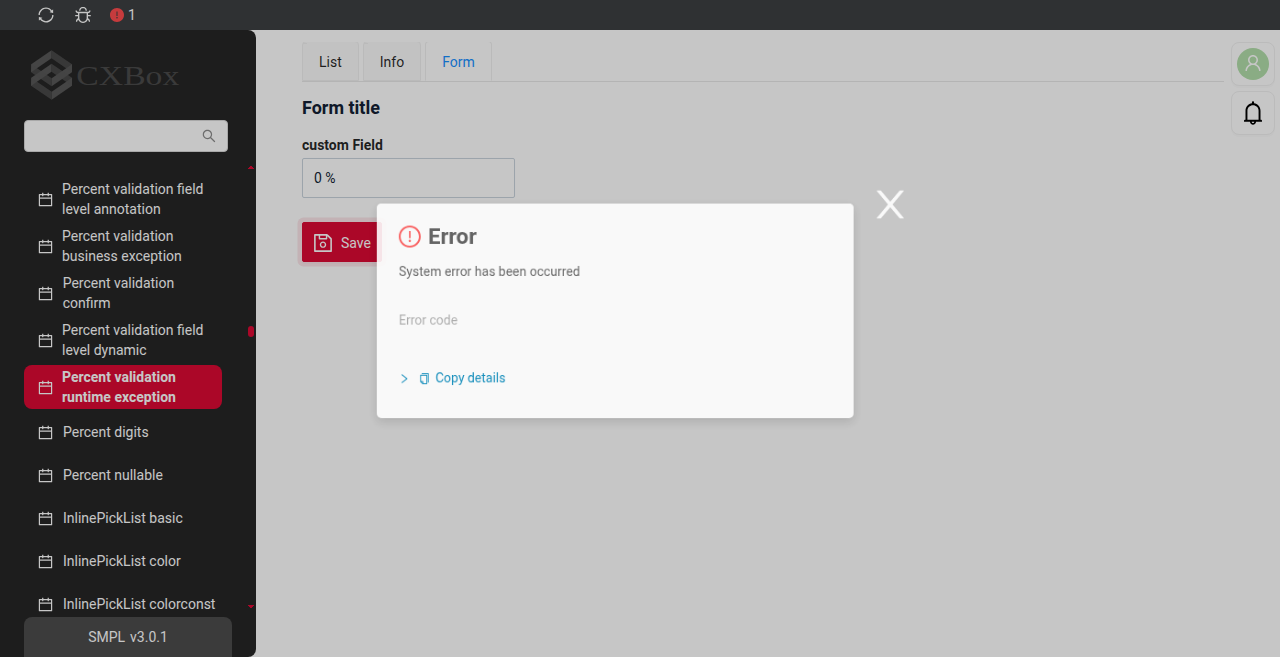 1
CXBox
List Info Form
Form title
custom Field
0 %
Save
Error
System error has been occurred
Error code
Copy details
Percent validation field
level annotation
Percent validation
business exception
Percent validation
confirm
Percent validation field
level dynamic
Percent validation
runtime exception
Percent digits
Percent nullable
InlinePickList basic
InlinePickList color
InlinePickList colorconst
SMPL v3.0.1